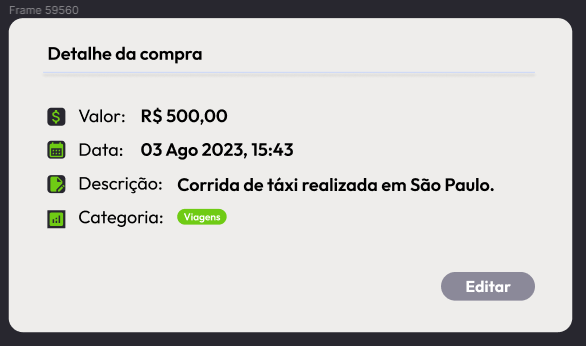 Frame 59560
Detalhe da compra
Valor: R$ 500,00
Data: 03 Ago 2023, 15:43
Descrição: Corrida de táxi realizada em São Paulo.
Categoria: Viagens
Editar